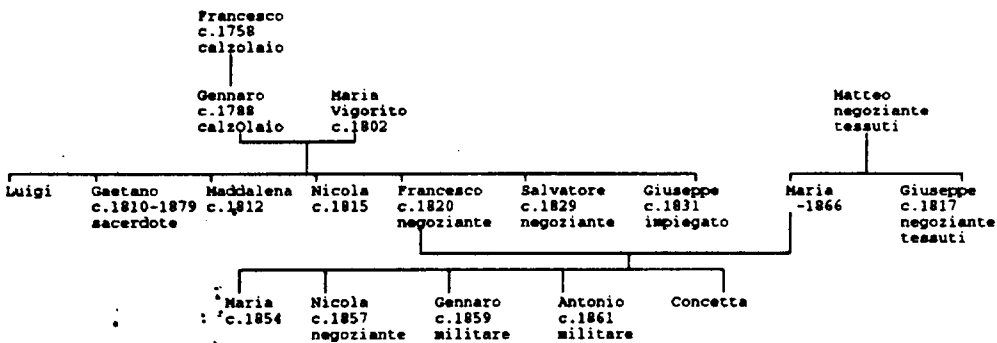 Francesco
c.1758
calzolaio
Gennaro
c.1788
calzolaio
Maria
Vigorito
c.1802
Matteo
negoziante
tessuti
Luigi
Gaetano
c.1810-1879
sacerdote
Maddalena
c.1812
Nicola
c.1815
Francesco
c.1820
negoziante
Salvatore
c.1829
negoziante
Giuseppe
c.1831
impiegato
Maria
-1866
Giuseppe
c.1817
negoziante
tessuti
Maria
c.1854
Nicola
c.1857
negoziante
Gennaro
c.1859
militare
Antonio
c.1861
militare
Concetta